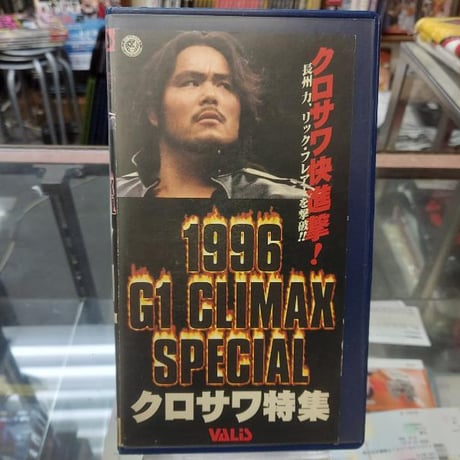 クロサワ快進撃!
長州 力、リック・フレアーを撃破!!
1996
G1 CLIMAX
SPECIAL
クロサワ特集
VALiS